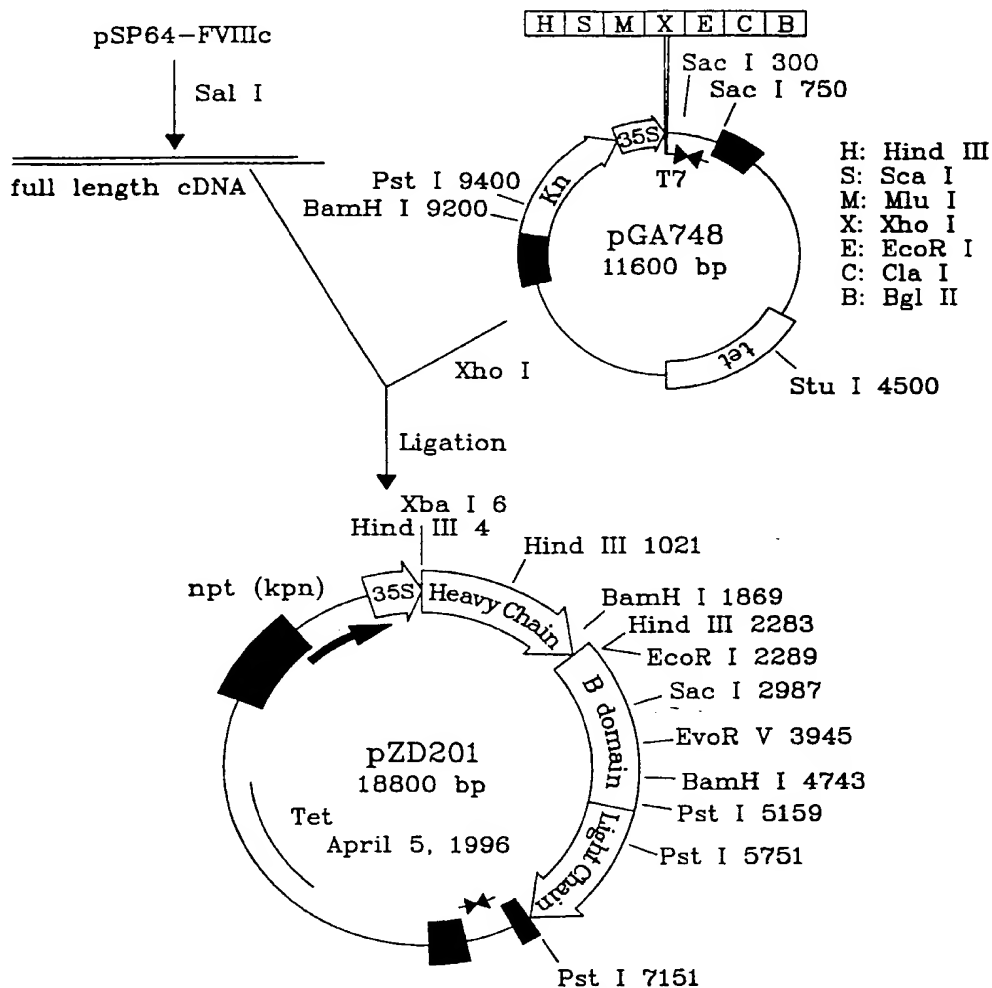 pSP64-FVIIIc
Sal I
full length cDNA
H S M X E C B
Sac I 300
Sac I 750
35S
T7
Kn
Pst I 9400
BamH I 9200
pGA748
11600 bp
tet
Stu I 4500
H: Hind III
S: Sca I
M: Mlu I
X: Xho I
E: EcoR I
C: Cla I
B: Bgl II
Xho I
Ligation
Xba I 6
Hind III 4
Hind III 1021
npt (kpn)
35S
Heavy Chain
BamH I 1869
Hind III 2283
EcoR I 2289
B domain
Sac I 2987
EvoR V 3945
BamH I 4743
Pst I 5159
Light Chain
Pst I 5751
pZD201
18800 bp
Tet
April 5, 1996
Pst I 7151